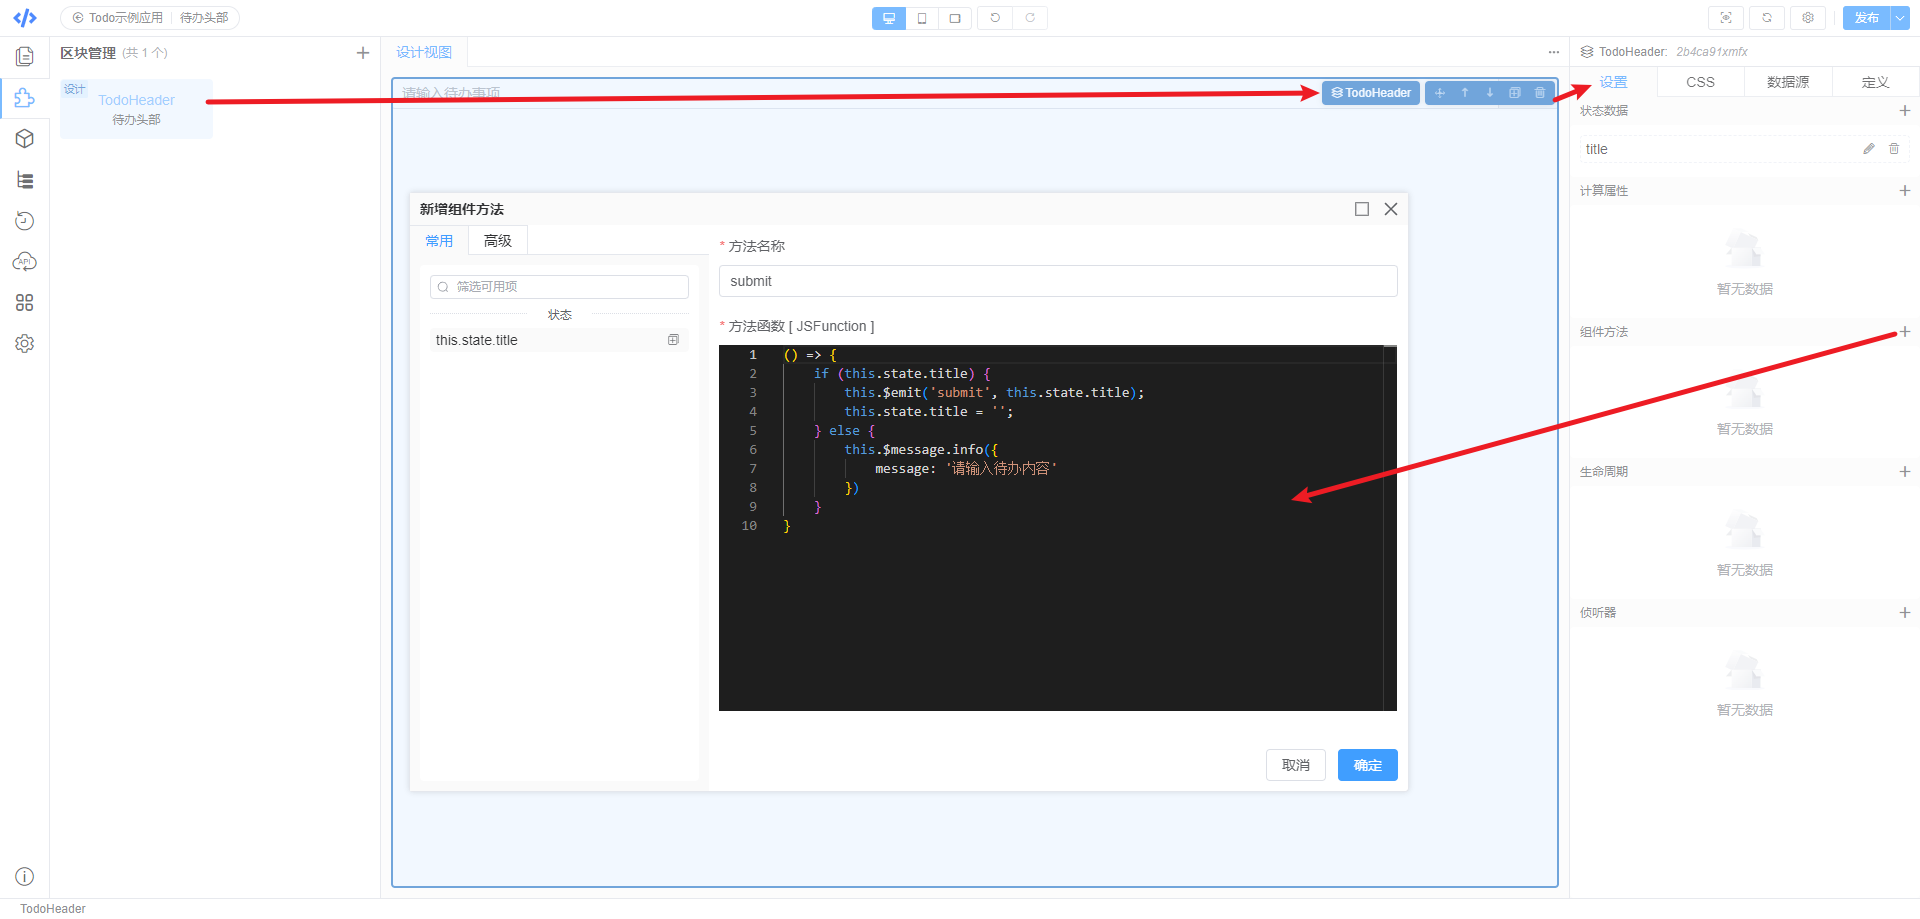 Todo示例应用 待办头部
发布
区块管理 (共 1 个)
设计视图
TodoHeader: 2b4ca91xmfx
设计
TodoHeader
待办头部
请输入待办事项
TodoHeader
设置 CSS 数据源 定义
状态数据
title
计算属性
暂无数据
组件方法
暂无数据
生命周期
暂无数据
侦听器
暂无数据
新增组件方法
常用 高级
筛选可用项
状态
this.state.title
* 方法名称
submit
* 方法函数 [ JSFunction ]
1 () => {
2 if (this.state.title) {
3 this.$emit('submit', this.state.title);
4 this.state.title = '';
5 } else {
6 this.$message.info({
7 message: '请输入待办内容'
8 })
9 }
10 }
取消 确定
API
TodoHeader